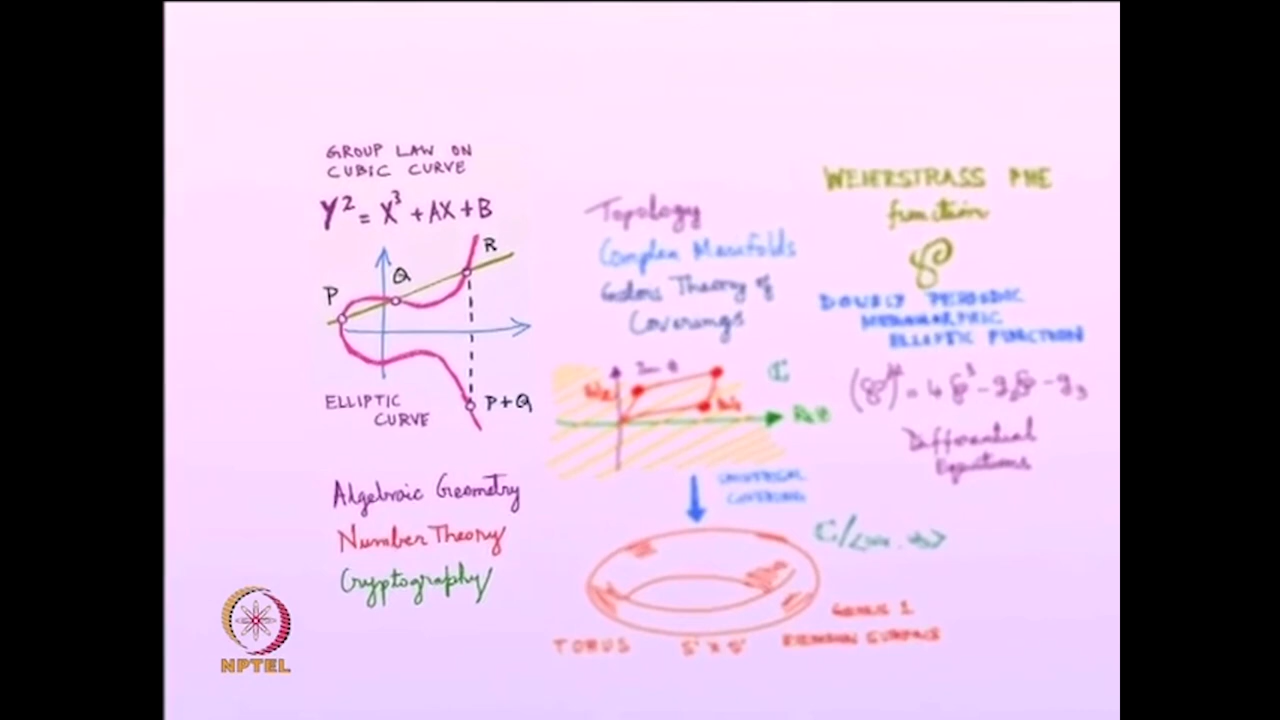 GROUP LAW ON
CUBIC CURVE
Y² = X³ + AX + B
R
Q
P
P+Q
ELLIPTIC
CURVE
Algebraic Geometry
Number Theory
Cryptography
Topology
Complex Manifolds
Galois Theory of
Coverings
ℂ
UNIVERSAL
COVERING
TORUS S¹ X S¹
GENUS 1
RIEMANN SURFACE
WEIERSTRASS PHE
function
℘
DOUBLY PERIODIC
MEROMORPHIC
ELLIPTIC FUNCTION
Differential
Equations
NPTEL